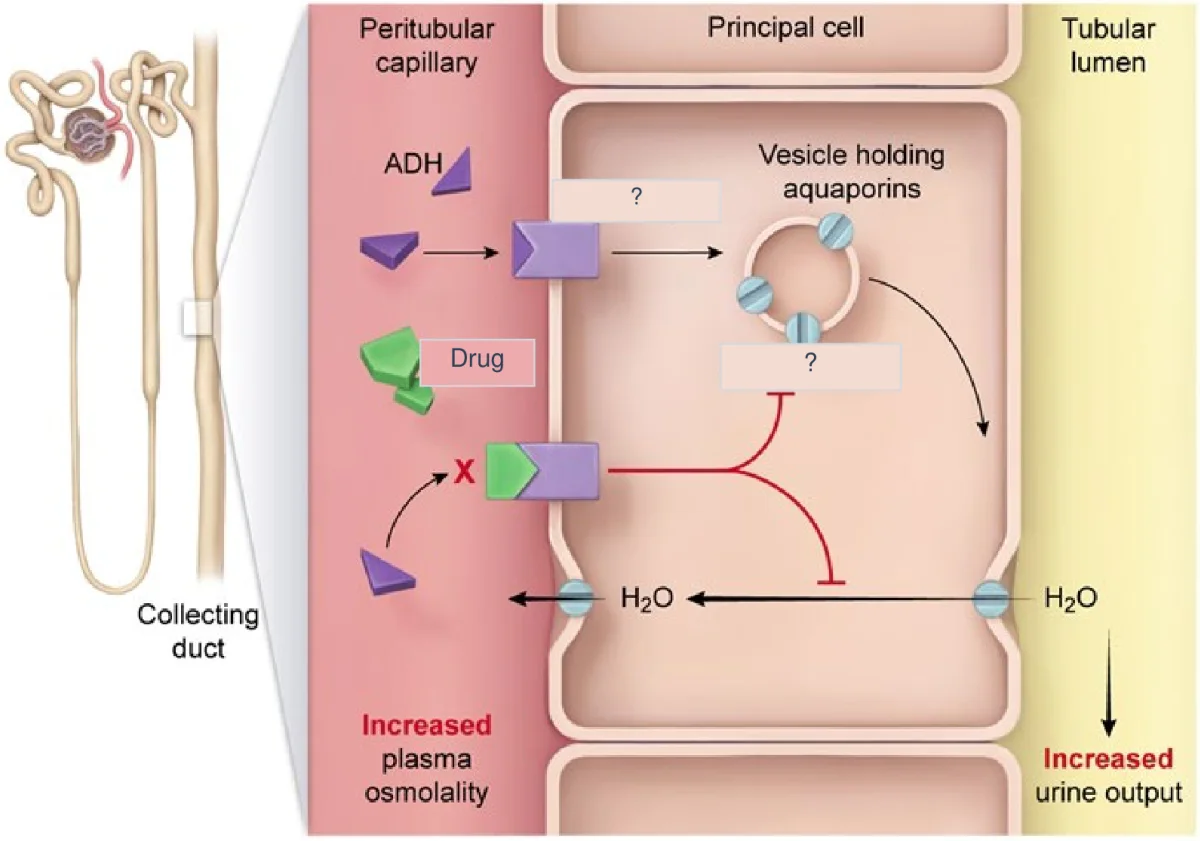 Peritubular
capillary
Principal cell
Tubular
lumen
ADH
?
Vesicle holding
aquaporins
Drug
?
X
H₂O
H₂O
Collecting
duct
Increased
plasma
osmolality
Increased
urine output